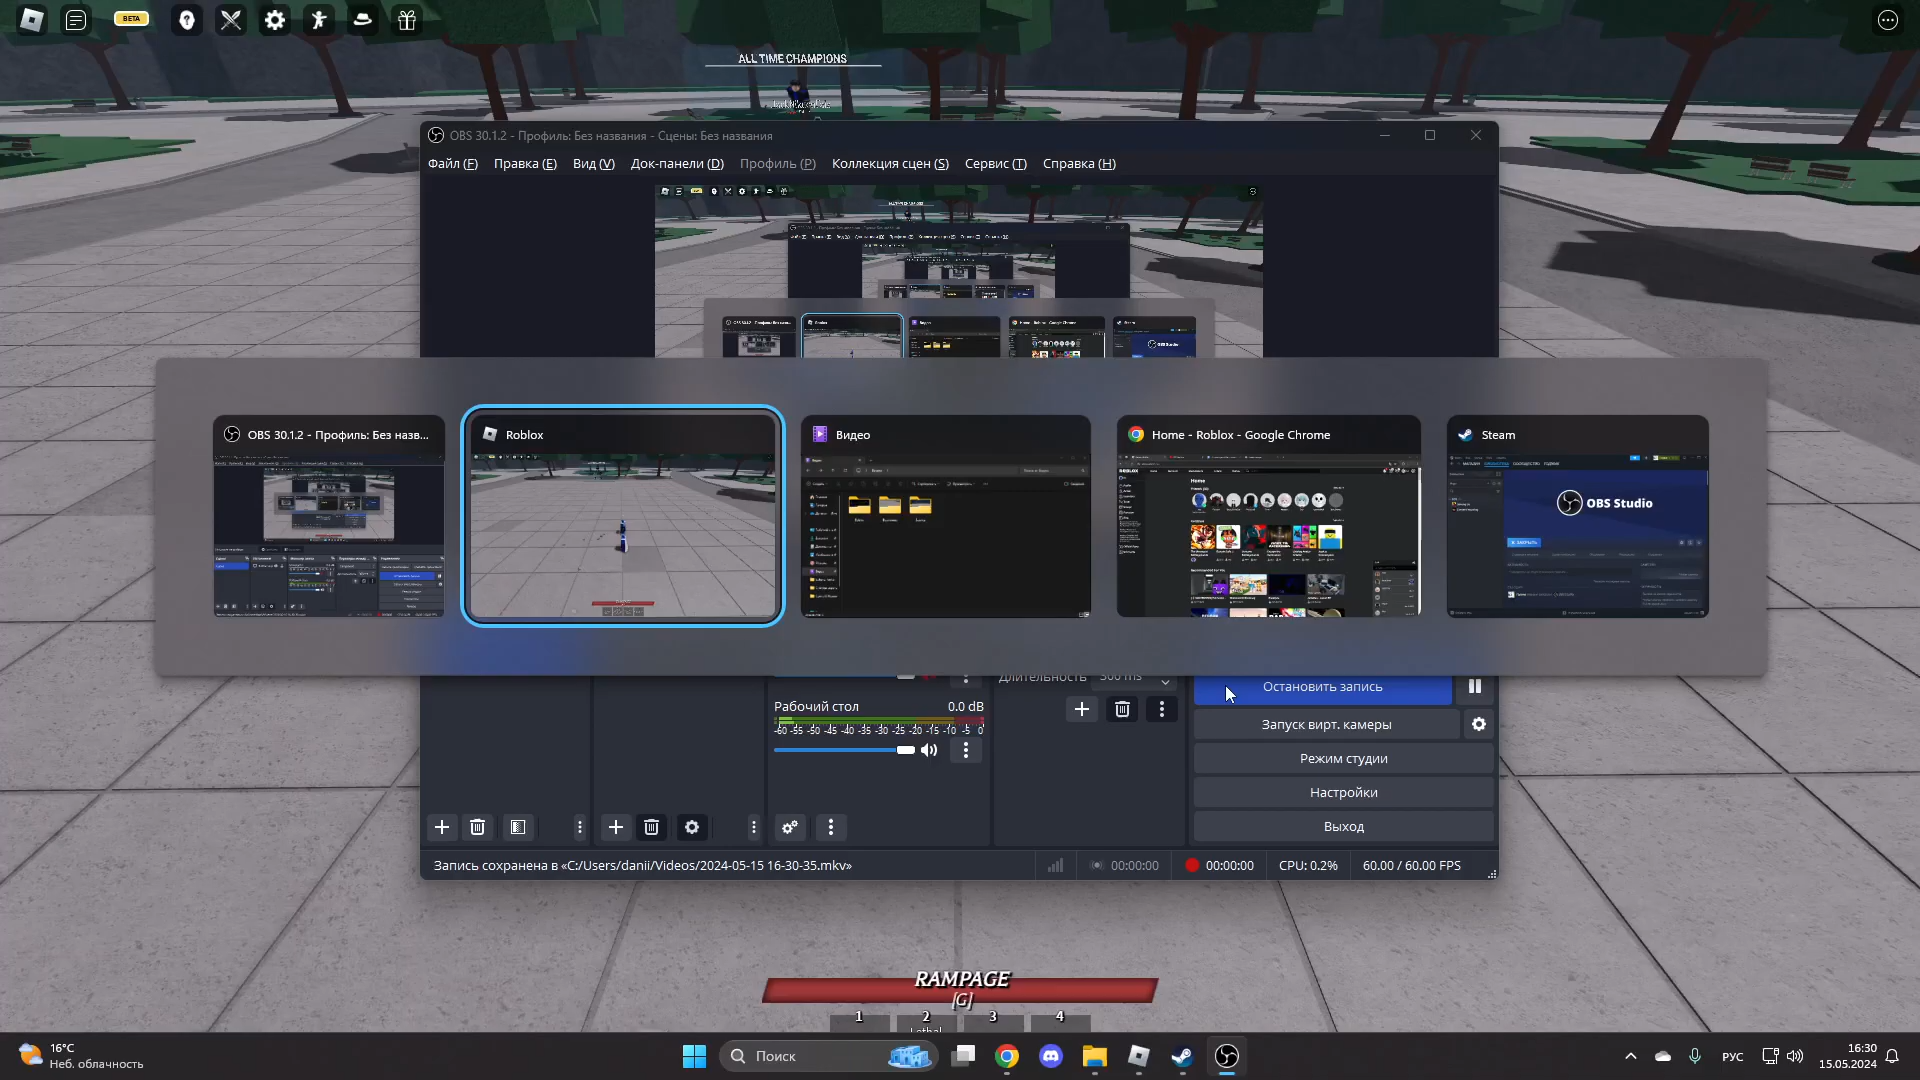 BETA
ALL TIME CHAMPIONS
OBS 30.1.2 - Профиль: Без названия - Сцены: Без названия
Файл (F) Правка (E) Вид (V) Док-панели (D) Профиль (P) Коллекция сцен (S) Сервис (T) Справка (H)
OBS 30.1.2 - Профиль: Без назв...
Roblox
Видео
Home - Roblox - Google Chrome
Steam
OBS Studio
Длительность 300 ms
Остановить запись
Рабочий стол 0.0 dB
-60 -55 -50 -45 -40 -35 -30 -25 -20 -15 -10 -5 0
Запуск вирт. камеры
Режим студии
Настройки
Выход
Запись сохранена в «C:/Users/danii/Videos/2024-05-15 16-30-35.mkv»
00:00:00
00:00:00
CPU: 0.2%
60.00 / 60.00 FPS
RAMPAGE
[G]
1 2 3 4
Lethal
16°C
Неб. облачность
Поиск
РУС
16:30
15.05.2024